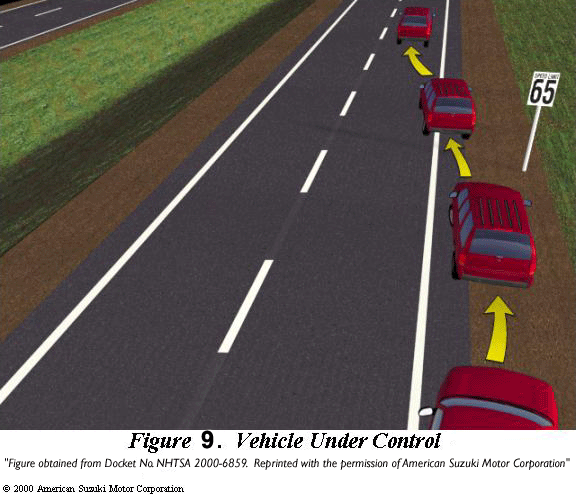 SPEED LIMIT
65
Figure 9. Vehicle Under Control
"Figure obtained from Docket No. NHTSA 2000-6859. Reprinted with the permission of American Suzuki Motor Corporation"
© 2000 American Suzuki Motor Corporation